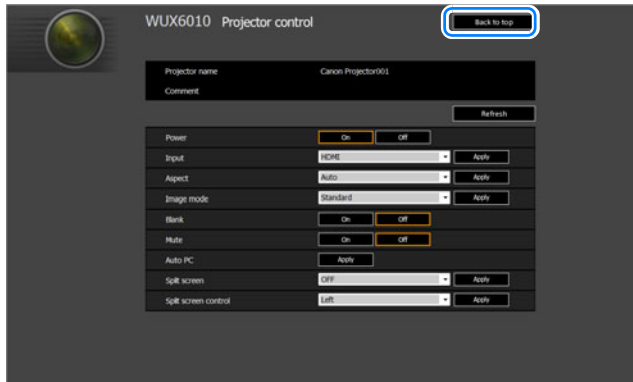 WUX6010 Projector control
Back to top
Projector name Canon Projector001
Comment
Refresh
Power On Off
Input HDMI Apply
Aspect Auto Apply
Image mode Standard Apply
Blank On Off
Mute On Off
Auto PC Apply
Split screen OFF Apply
Split screen control Left Apply